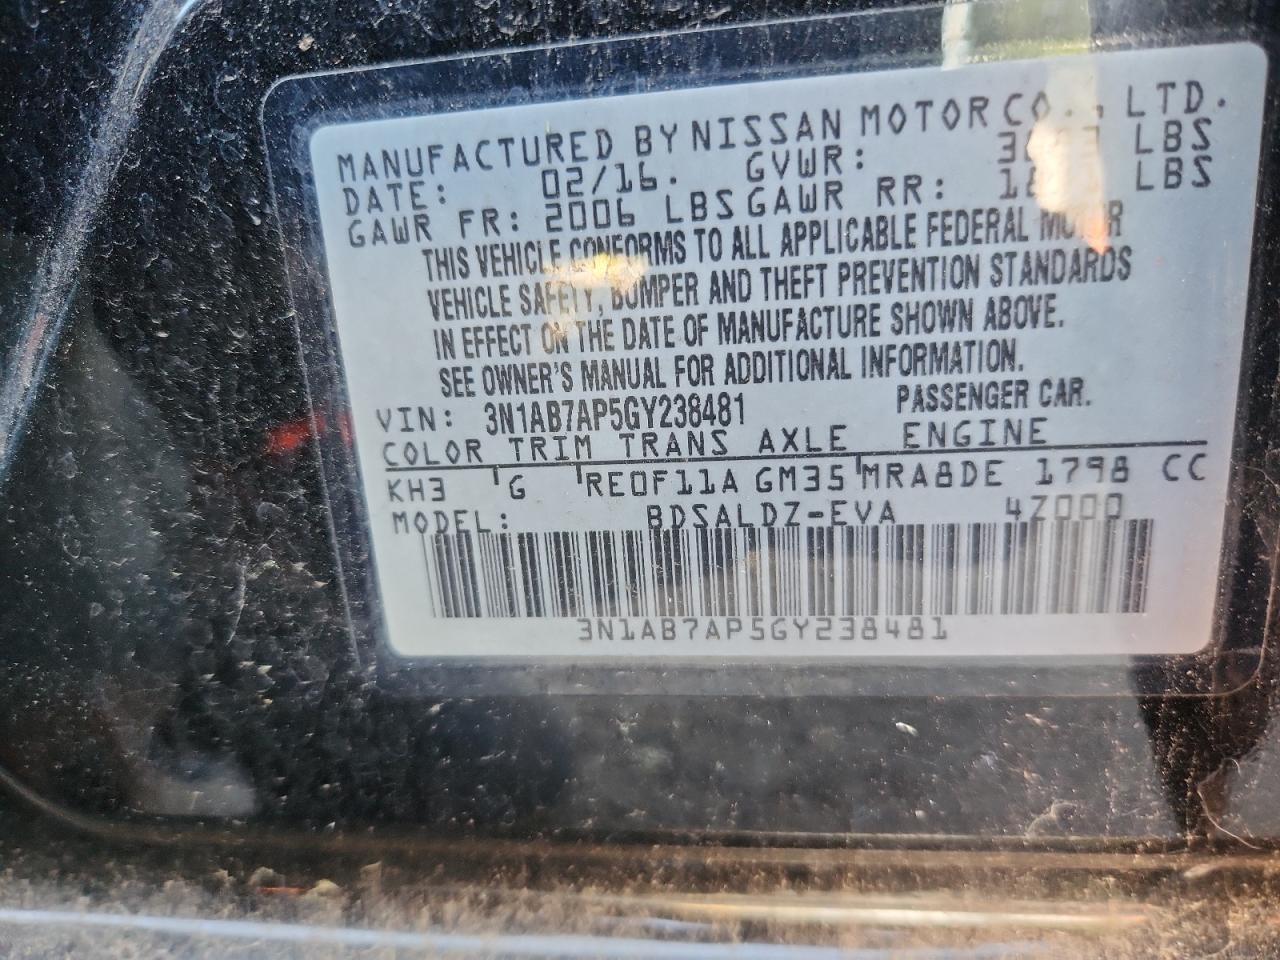 MANUFACTURED BY NISSAN MOTOR CO., LTD.
DATE: 02/16. GVWR: LBS
GAWR FR: 2006 LBS GAWR RR: LBS
THIS VEHICLE CONFORMS TO ALL APPLICABLE FEDERAL MOTOR
VEHICLE SAFETY, BUMPER AND THEFT PREVENTION STANDARDS
IN EFFECT ON THE DATE OF MANUFACTURE SHOWN ABOVE.
SEE OWNER'S MANUAL FOR ADDITIONAL INFORMATION.
VIN: 3N1AB7AP5GY238481 PASSENGER CAR.
COLOR TRIM TRANS AXLE ENGINE
KH3 G RE0F11A GM35 MRA8DE 1798 CC
MODEL: BDSALDZ-EVA 4Z000
3N1AB7AP5GY238481